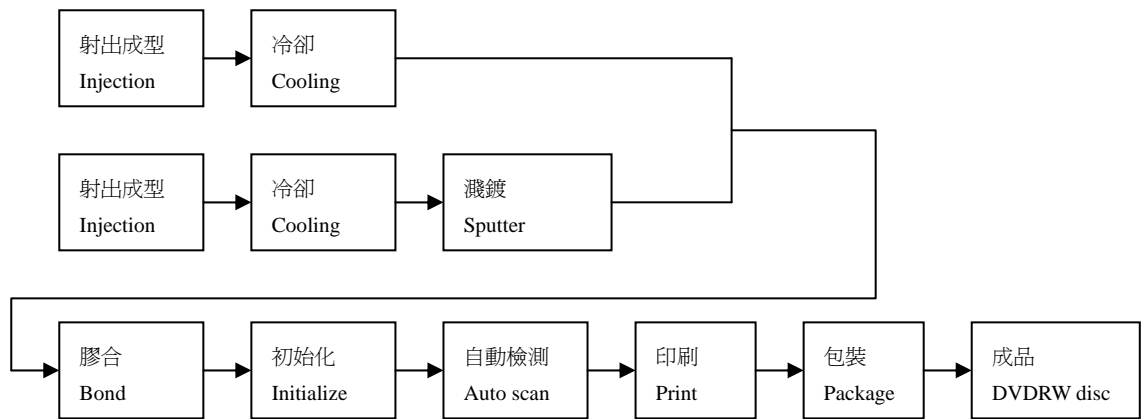 射出成型
Injection
冷卻
Cooling
射出成型
Injection
冷卻
Cooling
濺鍍
Sputter
膠合
Bond
初始化
Initialize
自動檢測
Auto scan
印刷
Print
包裝
Package
成品
DVDRW disc